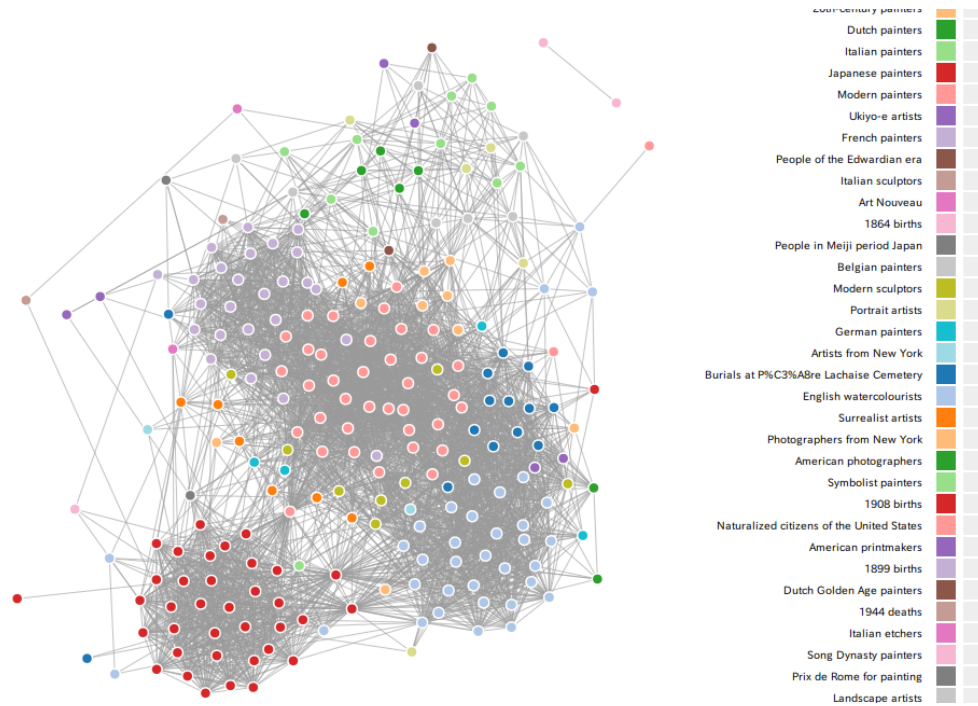 20th-century painters
Dutch painters
Italian painters
Japanese painters
Modern painters
Ukiyo-e artists
French painters
People of the Edwardian era
Italian sculptors
Art Nouveau
1864 births
People in Meiji period Japan
Belgian painters
Modern sculptors
Portrait artists
German painters
Artists from New York
Burials at P%C3%A8re Lachaise Cemetery
English watercolourists
Surrealist artists
Photographers from New York
American photographers
Symbolist painters
1908 births
Naturalized citizens of the United States
American printmakers
1899 births
Dutch Golden Age painters
1944 deaths
Italian etchers
Song Dynasty painters
Prix de Rome for painting
Landscape artists